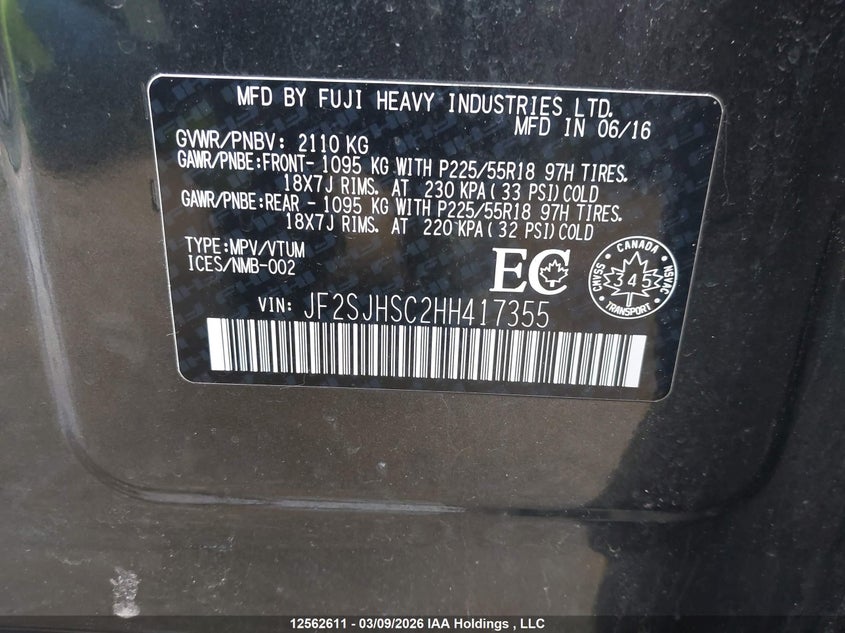 MFD BY FUJI HEAVY INDUSTRIES LTD.
MFD IN 06/16
GVWR/PNBV: 2110 KG
GAWR/PNBE:FRONT- 1095 KG WITH P225/55R18 97H TIRES.
18X7J RIMS. AT 230 KPA( 33 PSI)COLD
GAWR/PNBE:REAR - 1095 KG WITH P225/55R18 97H TIRES.
18X7J RIMS. AT 220 KPA( 32 PSI)COLD
TYPE:MPV/VTUM
ICES/NMB-002
EC
CANADA
CMVSS
345
NSVAC
TRANSPORT
VIN: JF2SJHSC2HH417355
12562611 - 03/09/2026 IAA Holdings , LLC